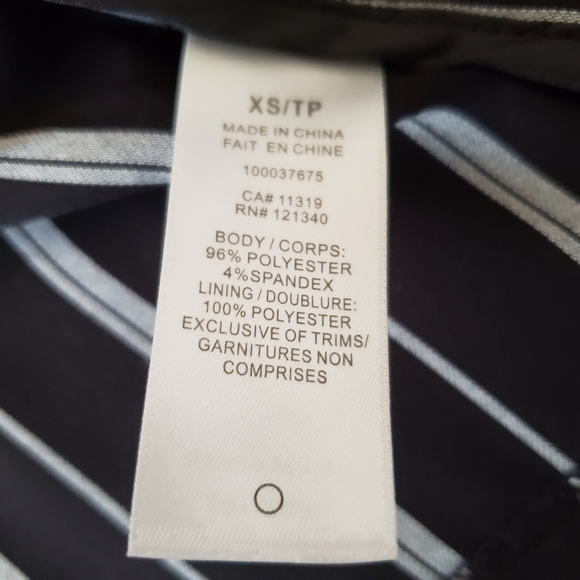 XS/TP
MADE IN CHINA
FAIT EN CHINE
100037675
CA# 11319
RN# 121340
BODY / CORPS:
96% POLYESTER
4%SPANDEX
LINING / DOUBLURE:
100% POLYESTER
EXCLUSIVE OF TRIMS/
GARNITURES NON
COMPRISES